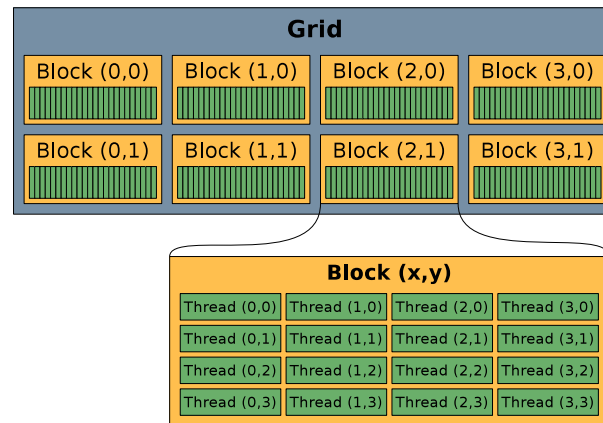 Grid
Block (0,0) Block (1,0) Block (2,0) Block (3,0)
Block (0,1) Block (1,1) Block (2,1) Block (3,1)
Block (x,y)
Thread (0,0) Thread (1,0) Thread (2,0) Thread (3,0)
Thread (0,1) Thread (1,1) Thread (2,1) Thread (3,1)
Thread (0,2) Thread (1,2) Thread (2,2) Thread (3,2)
Thread (0,3) Thread (1,3) Thread (2,3) Thread (3,3)